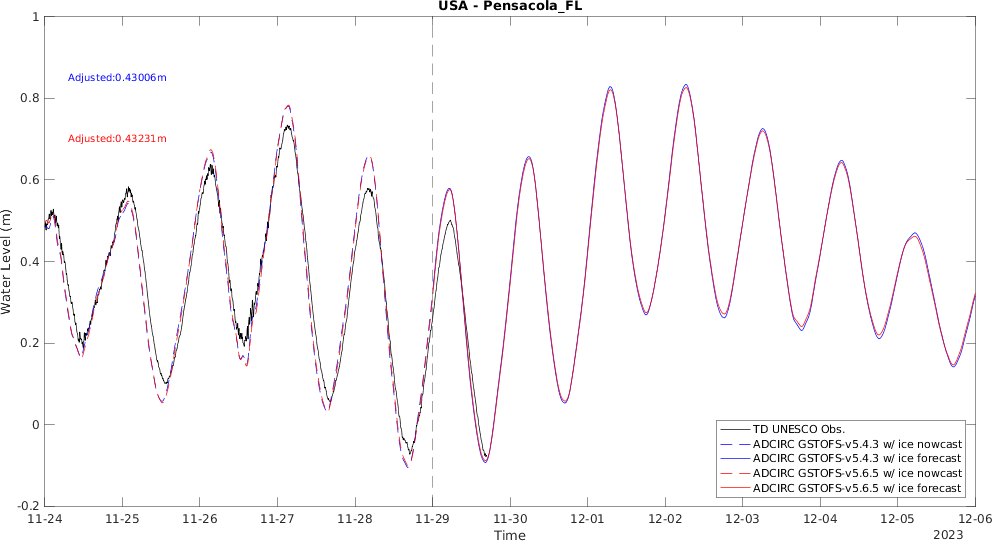 USA - Pensacola_FL
1
0.8
0.6
0.4
0.2
0
-0.2
Water Level (m)
Adjusted:0.43006m
Adjusted:0.43231m
TD UNESCO Obs.
ADCIRC GSTOFS-v5.4.3 w/ ice nowcast
ADCIRC GSTOFS-v5.4.3 w/ ice forecast
ADCIRC GSTOFS-v5.6.5 w/ ice nowcast
ADCIRC GSTOFS-v5.6.5 w/ ice forecast
11-24 11-25 11-26 11-27 11-28 11-29 11-30 12-01 12-02 12-03 12-04 12-05 12-06
Time
2023